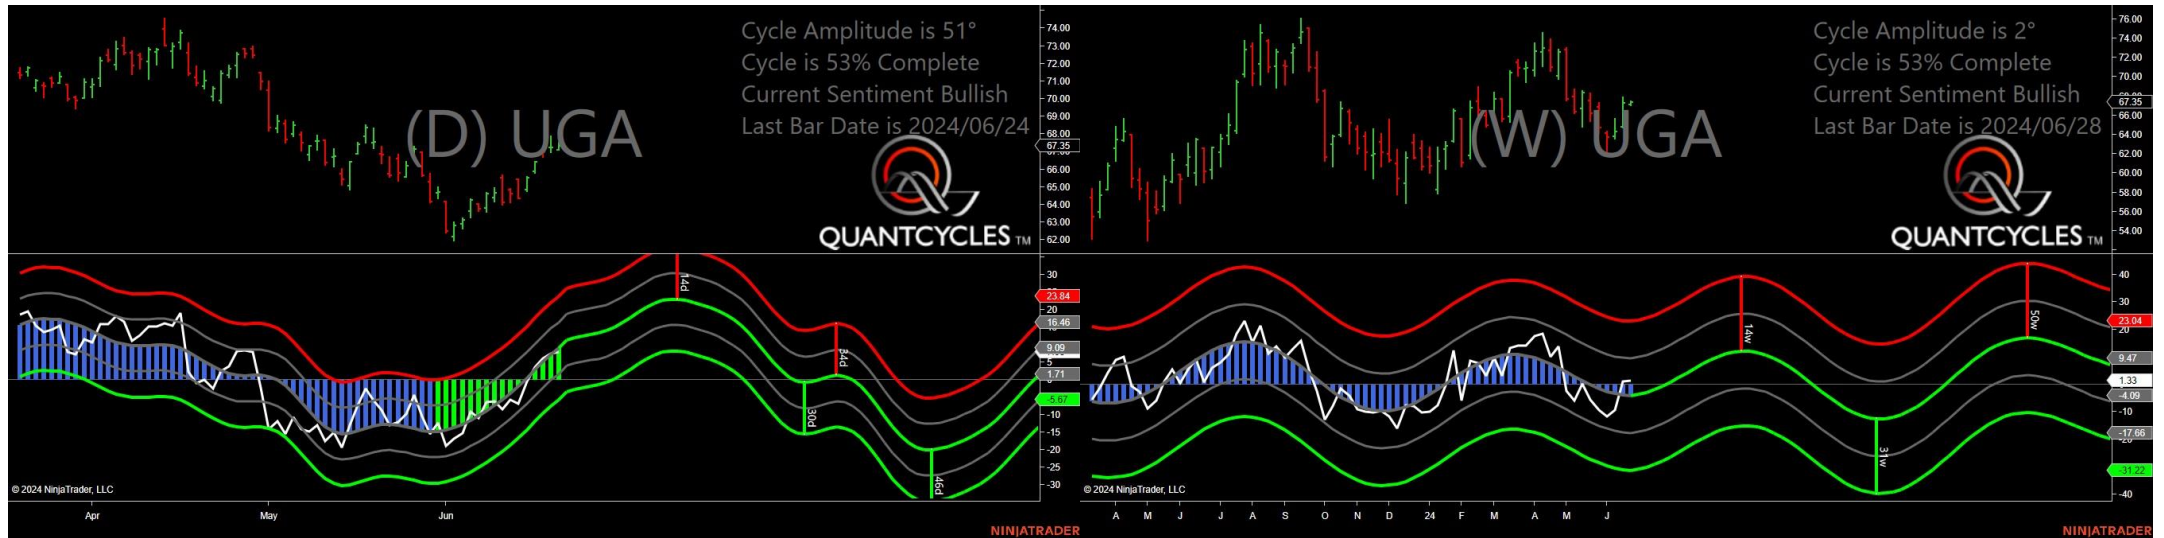 Cycle Amplitude is 51°
Cycle is 53% Complete
Current Sentiment Bullish
Last Bar Date is 2024/06/24
(D) UGA
QUANTCYCLES TM
74.00
73.00
72.00
71.00
70.00
69.00
68.00
67.35
66.00
65.00
64.00
63.00
62.00
30
23.84
20
16.46
9.09
5
1.71
-5.67
-10
-15
-20
-25
-30
14d
34d
30d
46d
© 2024 NinjaTrader, LLC
Apr
May
Jun
NINJATRADER
Cycle Amplitude is 2°
Cycle is 53% Complete
Current Sentiment Bullish
Last Bar Date is 2024/06/28
(W) UGA
QUANTCYCLES TM
76.00
74.00
72.00
70.00
67.35
66.00
64.00
62.00
60.00
58.00
56.00
54.00
40
30
23.04
20
9.47
1.33
-4.09
-10
-17.66
-31.22
-40
14w
50w
31w
© 2024 NinjaTrader, LLC
A M J J A S O N D 24 F M A M J
NINJATRADER